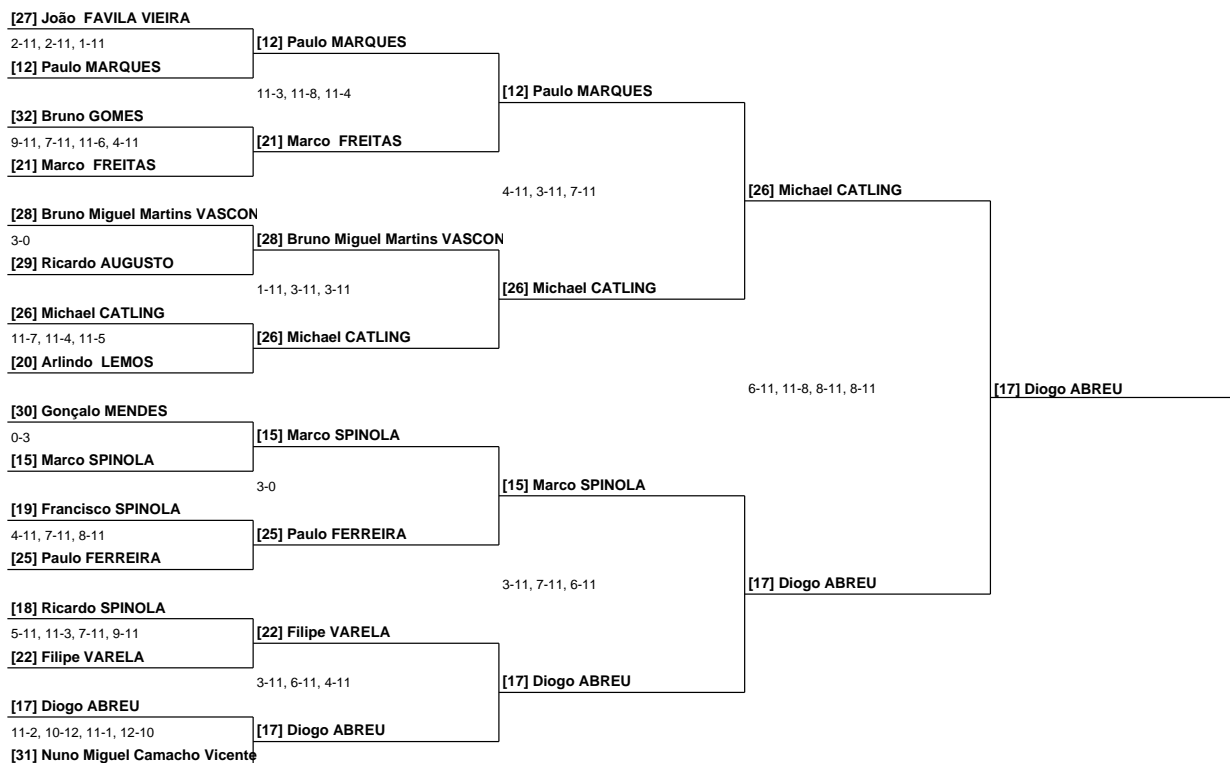 [27] João  FAVILA VIEIRA
2-11, 2-11, 1-11
[12] Paulo MARQUES
[12] Paulo MARQUES
11-3, 11-8, 11-4
[12] Paulo MARQUES
[32] Bruno GOMES
9-11, 7-11, 11-6, 4-11
[21] Marco  FREITAS
[21] Marco  FREITAS
4-11, 3-11, 7-11
[26] Michael CATLING
[28] Bruno Miguel Martins VASCON
3-0
[28] Bruno Miguel Martins VASCON
[29] Ricardo AUGUSTO
1-11, 3-11, 3-11
[26] Michael CATLING
[26] Michael CATLING
11-7, 11-4, 11-5
[26] Michael CATLING
[20] Arlindo  LEMOS
6-11, 11-8, 8-11, 8-11
[17] Diogo ABREU
[30] Gonçalo MENDES
0-3
[15] Marco SPINOLA
[15] Marco SPINOLA
3-0
[15] Marco SPINOLA
[19] Francisco SPINOLA
4-11, 7-11, 8-11
[25] Paulo FERREIRA
[25] Paulo FERREIRA
3-11, 7-11, 6-11
[17] Diogo ABREU
[18] Ricardo SPINOLA
5-11, 11-3, 7-11, 9-11
[22] Filipe VARELA
[22] Filipe VARELA
3-11, 6-11, 4-11
[17] Diogo ABREU
[17] Diogo ABREU
11-2, 10-12, 11-1, 12-10
[17] Diogo ABREU
[31] Nuno Miguel Camacho Vicente